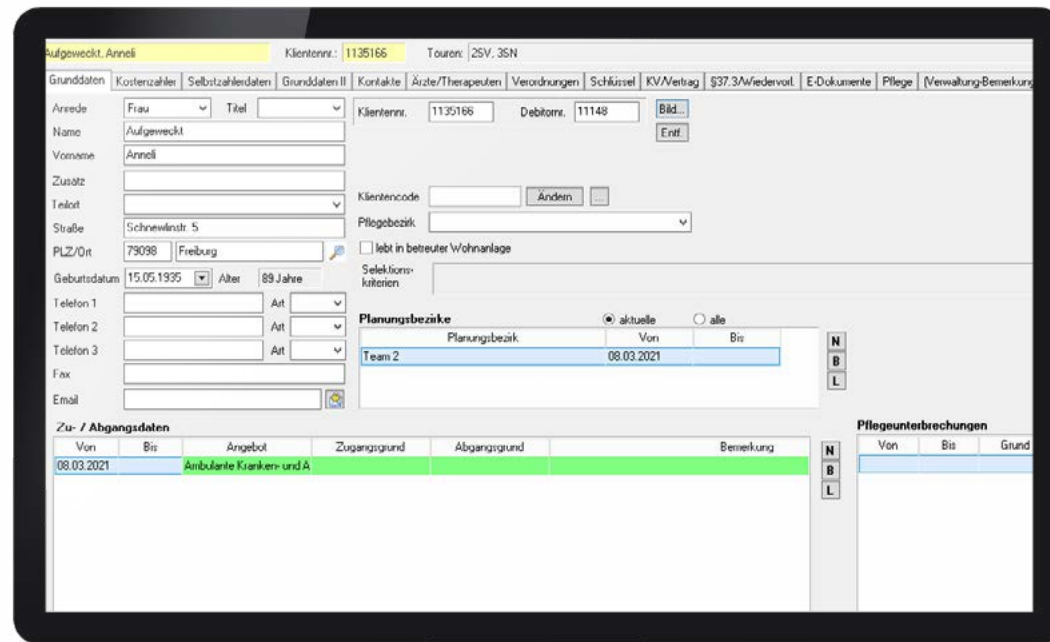 Aufgeweckt, Anneli Klientennr.: 1135166 Touren: 2SV, 3SN
Grunddaten Kostenzahler Selbstzahlerdaten Grunddaten II Kontakte Ärzte/Therapeuten Verordnungen Schlüssel KV/Vertrag §37.3/Wiedervorl. E-Dokumente Pflege (Verwaltung-Bemerkung
Anrede Frau Titel Klientennr. 1135166 Debitornr. 11148 Bild...
Name Aufgeweckt Entf.
Vorname Anneli
Zusatz
Teilort Klientencode Ändern ...
Straße Schnewlinstr. 5 Pflegebezirk
PLZ/Ort 79098 Freiburg lebt in betreuter Wohnanlage
Geburtsdatum 15.05.1935 Alter 89 Jahre Selektions-
kriterien
Telefon 1 Art
Planungsbezirke aktuelle alle
Telefon 2 Art Planungsbezirk Von Bis N
Telefon 3 Art Team 2 08.03.2021 B
Fax L
Email
Zu- / Abgangsdaten Pflegeunterbrechungen
Von Bis Angebot Zugangsgrund Abgangsgrund Bemerkung N Von Bis Grund
08.03.2021 Ambulante Kranken- und A B
L